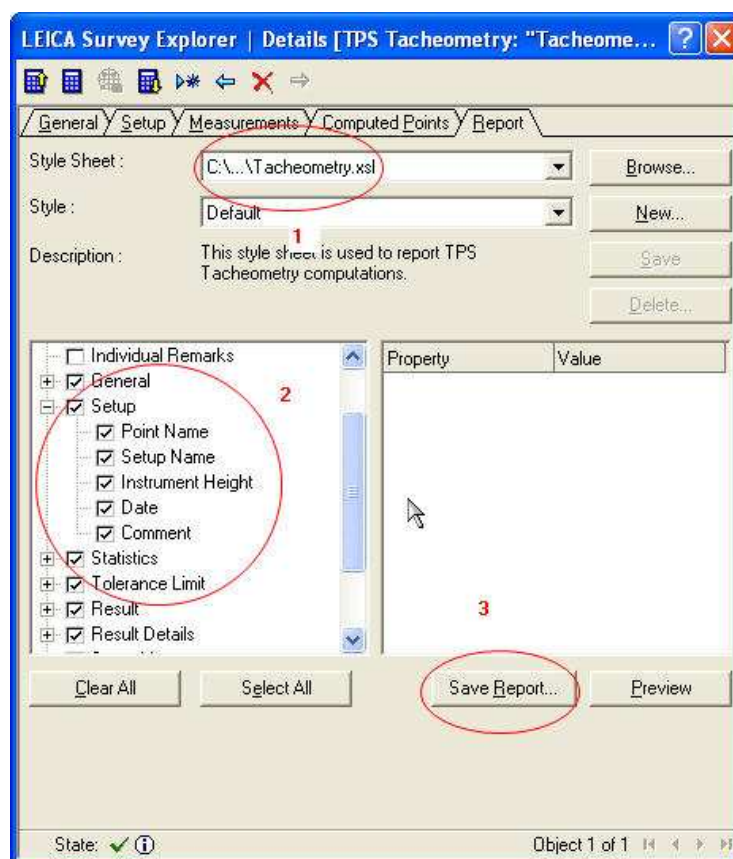 LEICA Survey Explorer | Details [TPS Tacheometry: "Tacheome...
General Setup Measurements Computed Points Report
Style Sheet : C:\...\Tacheometry.xsl Browse...
Style : Default New...
1
Description : This style sheet is used to report TPS Save
Tacheometry computations.
Delete...
Individual Remarks Property Value
General
2
Setup
Point Name
Setup Name
Instrument Height
Date
Comment
Statistics
Tolerance Limit
3
Result
Result Details
Clear All Select All Save Report... Preview
State: Object 1 of 1